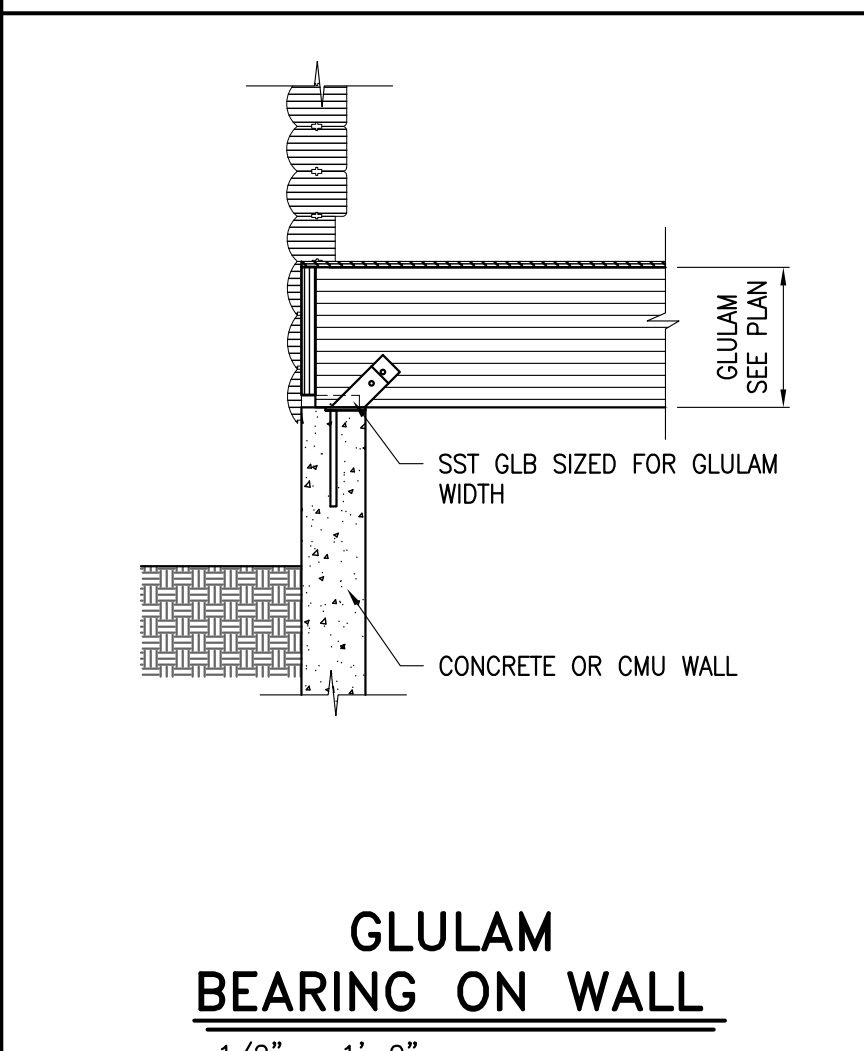 GLULAM
SEE PLAN
SST GLB SIZED FOR GLULAM
WIDTH
CONCRETE OR CMU WALL
GLULAM
BEARING ON WALL